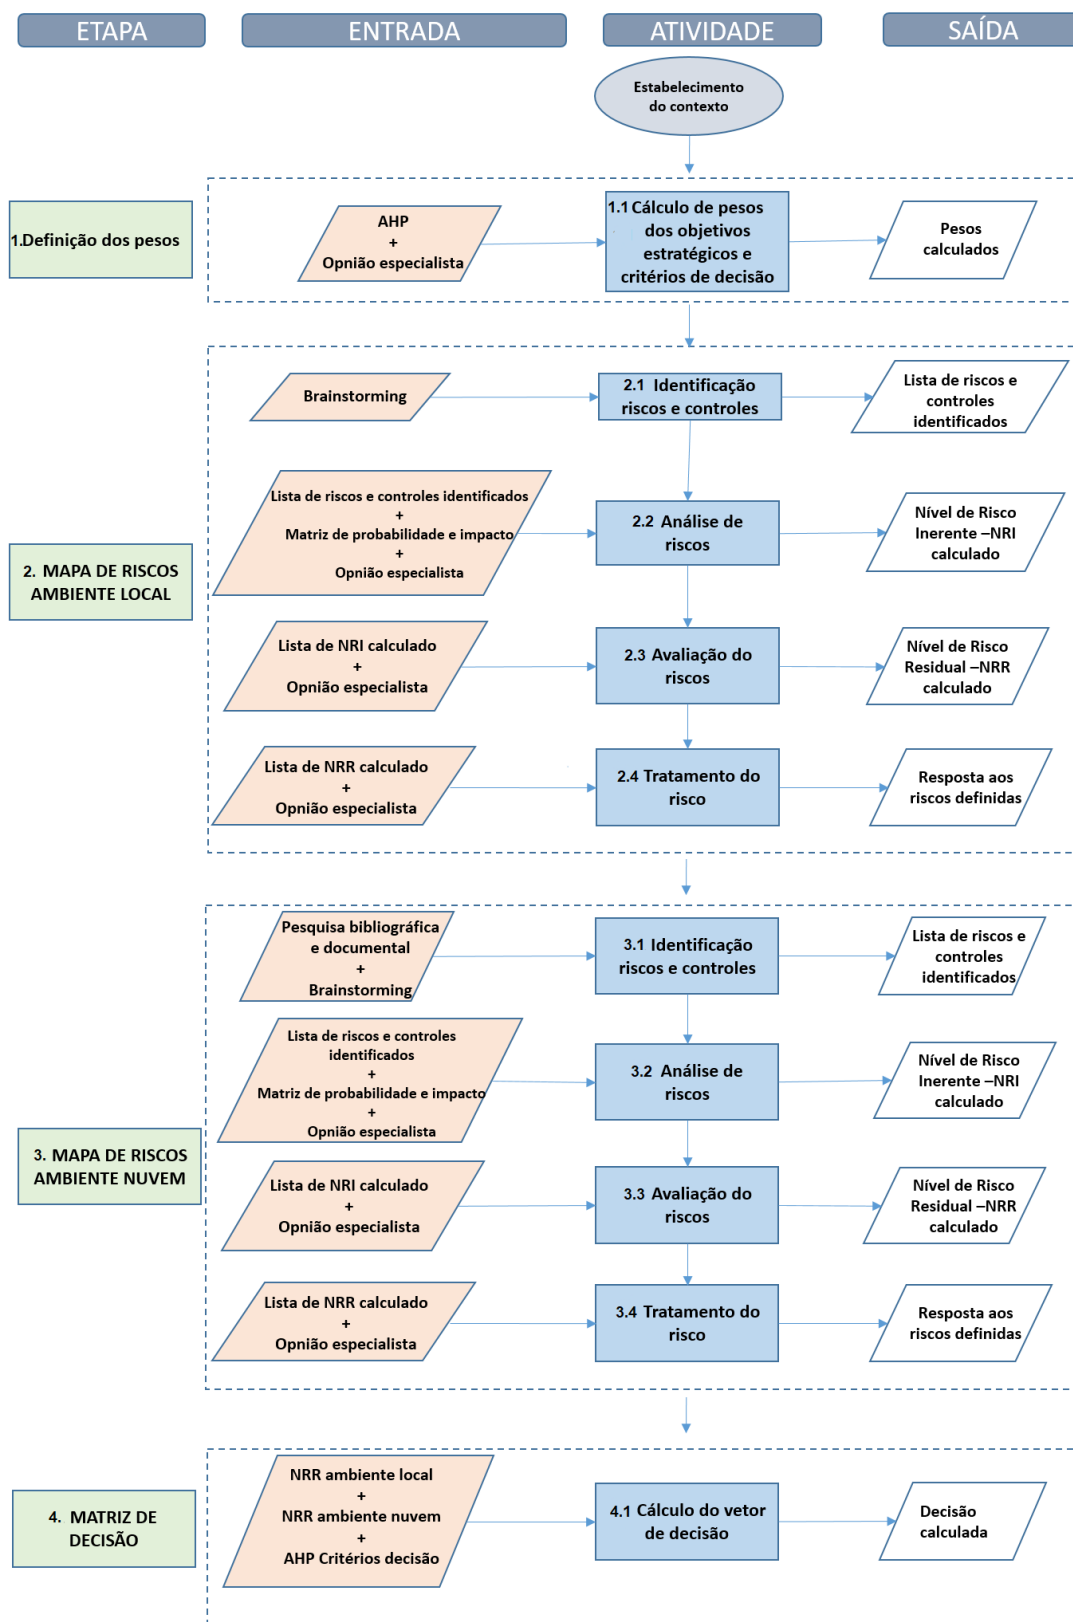 ETAPA
ENTRADA
ATIVIDADE
SAÍDA
Estabelecimento
do contexto
1.Definição dos pesos
AHP
+
Opnião especialista
1.1 Cálculo de pesos
dos objetivos
estratégicos e
critérios de decisão
Pesos
calculados
2. MAPA DE RISCOS
AMBIENTE LOCAL
Brainstorming
2.1 Identificação
riscos e controles
Lista de riscos e
controles
identificados
Lista de riscos e controles identificados
+
Matriz de probabilidade e impacto
+
Opnião especialista
2.2 Análise de
riscos
Nível de Risco
Inerente –NRI
calculado
Lista de NRI calculado
+
Opnião especialista
2.3 Avaliação do
riscos
Nível de Risco
Residual –NRR
calculado
Lista de NRR calculado
+
Opnião especialista
2.4 Tratamento do
risco
Resposta aos
riscos definidas
3. MAPA DE RISCOS
AMBIENTE NUVEM
Pesquisa bibliográfica
e documental
+
Brainstorming
3.1 Identificação
riscos e controles
Lista de riscos e
controles
identificados
Lista de riscos e controles
identificados
+
Matriz de probabilidade e impacto
+
Opnião especialista
3.2 Análise de
riscos
Nível de Risco
Inerente –NRI
calculado
Lista de NRI calculado
+
Opnião especialista
3.3 Avaliação do
riscos
Nível de Risco
Residual –NRR
calculado
Lista de NRR calculado
+
Opnião especialista
3.4 Tratamento do
risco
Resposta aos
riscos definidas
4. MATRIZ DE
DECISÃO
NRR ambiente local
+
NRR ambiente nuvem
+
AHP Critérios decisão
4.1 Cálculo do vetor
de decisão
Decisão
calculada